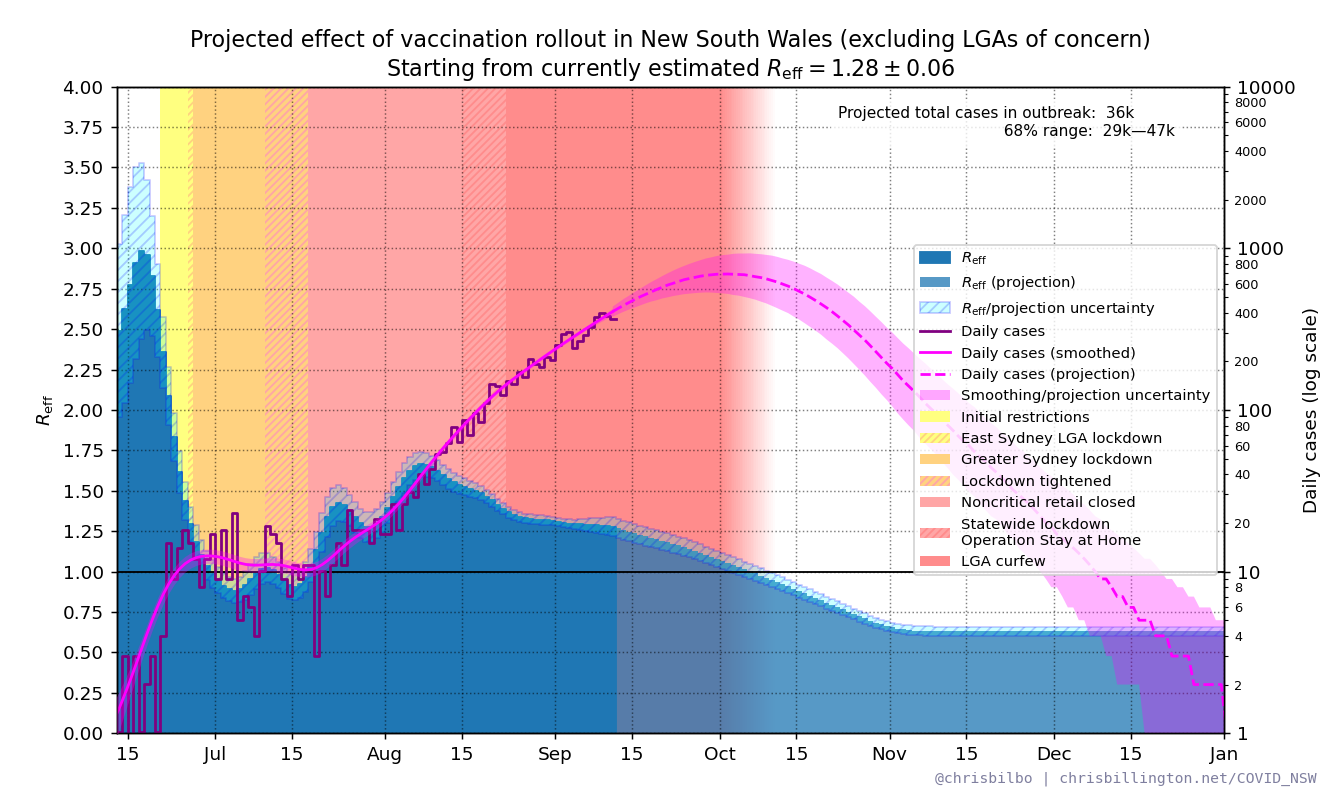 Projected effect of vaccination rollout in New South Wales (excluding LGAs of concern)
Starting from currently estimated Reff = 1.28 ± 0.06
Projected total cases in outbreak: 36k
68% range: 29k—47k
4.00
3.75
3.50
3.25
3.00
2.75
2.50
2.25
2.00
1.75
1.50
1.25
1.00
0.75
0.50
0.25
0.00
Reff
10000
8000
6000
4000
2000
1000
800
600
400
200
100
80
60
40
20
10
8
6
4
2
1
Daily cases (log scale)
Reff
Reff (projection)
Reff/projection uncertainty
Daily cases
Daily cases (smoothed)
Daily cases (projection)
Smoothing/projection uncertainty
Initial restrictions
East Sydney LGA lockdown
Greater Sydney lockdown
Lockdown tightened
Noncritical retail closed
Statewide lockdown
Operation Stay at Home
LGA curfew
15 Jul 15 Aug 15 Sep 15 Oct 15 Nov 15 Dec 15 Jan
@chrisbilbo | chrisbillington.net/COVID_NSW